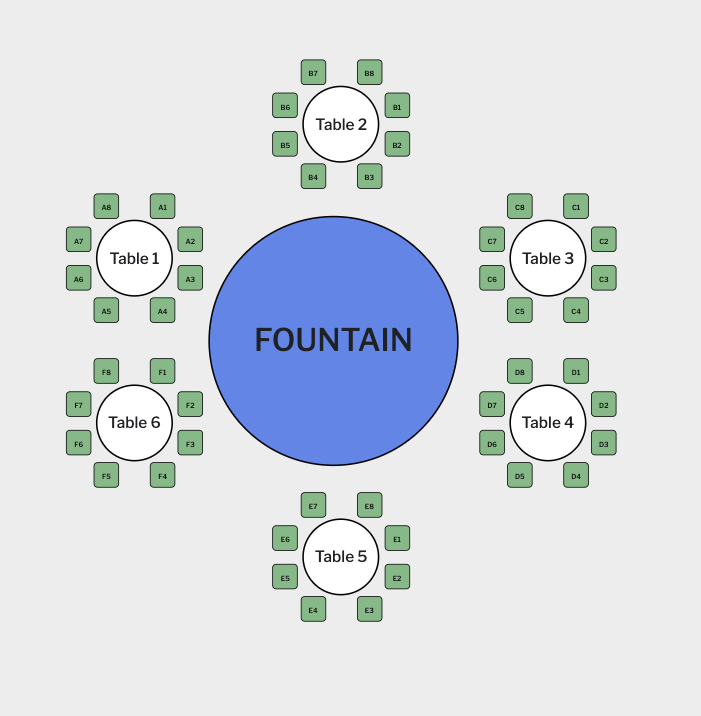 B7 B8
B6 B1
Table 2
B5 B2
B4 B3
A8 A1
A7 A2
Table 1
A6 A3
A5 A4
C8 C1
C7 C2
Table 3
C6 C3
C5 C4
FOUNTAIN
F8 F1
F7 F2
Table 6
F6 F3
F5 F4
D8 D1
D7 D2
Table 4
D6 D3
D5 D4
E7 E8
E6 E1
Table 5
E5 E2
E4 E3